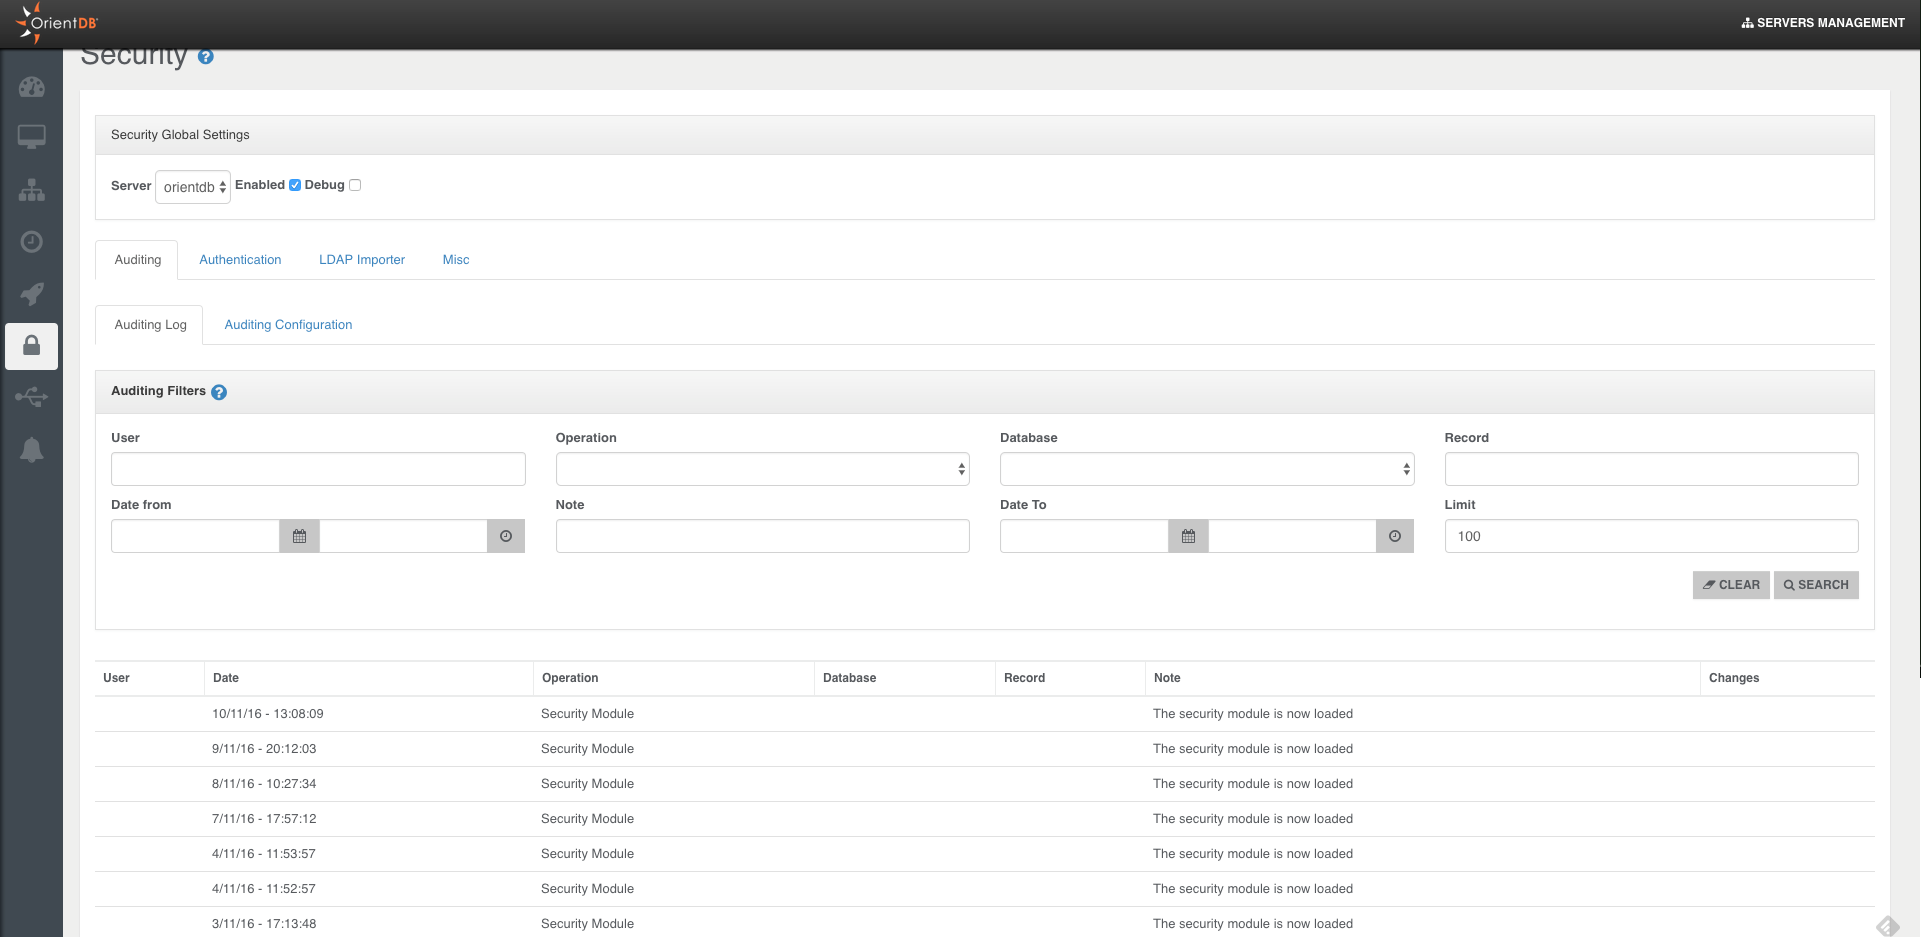 OrientDB
SERVERS MANAGEMENT
Security
Security Global Settings
Server orientdb Enabled Debug
Auditing Authentication LDAP Importer Misc
Auditing Log Auditing Configuration
Auditing Filters
User Operation Database Record
Date from Note Date To Limit
100
CLEAR SEARCH
User Date Operation Database Record Note Changes
10/11/16 - 13:08:09 Security Module The security module is now loaded
9/11/16 - 20:12:03 Security Module The security module is now loaded
8/11/16 - 10:27:34 Security Module The security module is now loaded
7/11/16 - 17:57:12 Security Module The security module is now loaded
4/11/16 - 11:53:57 Security Module The security module is now loaded
4/11/16 - 11:52:57 Security Module The security module is now loaded
3/11/16 - 17:13:48 Security Module The security module is now loaded